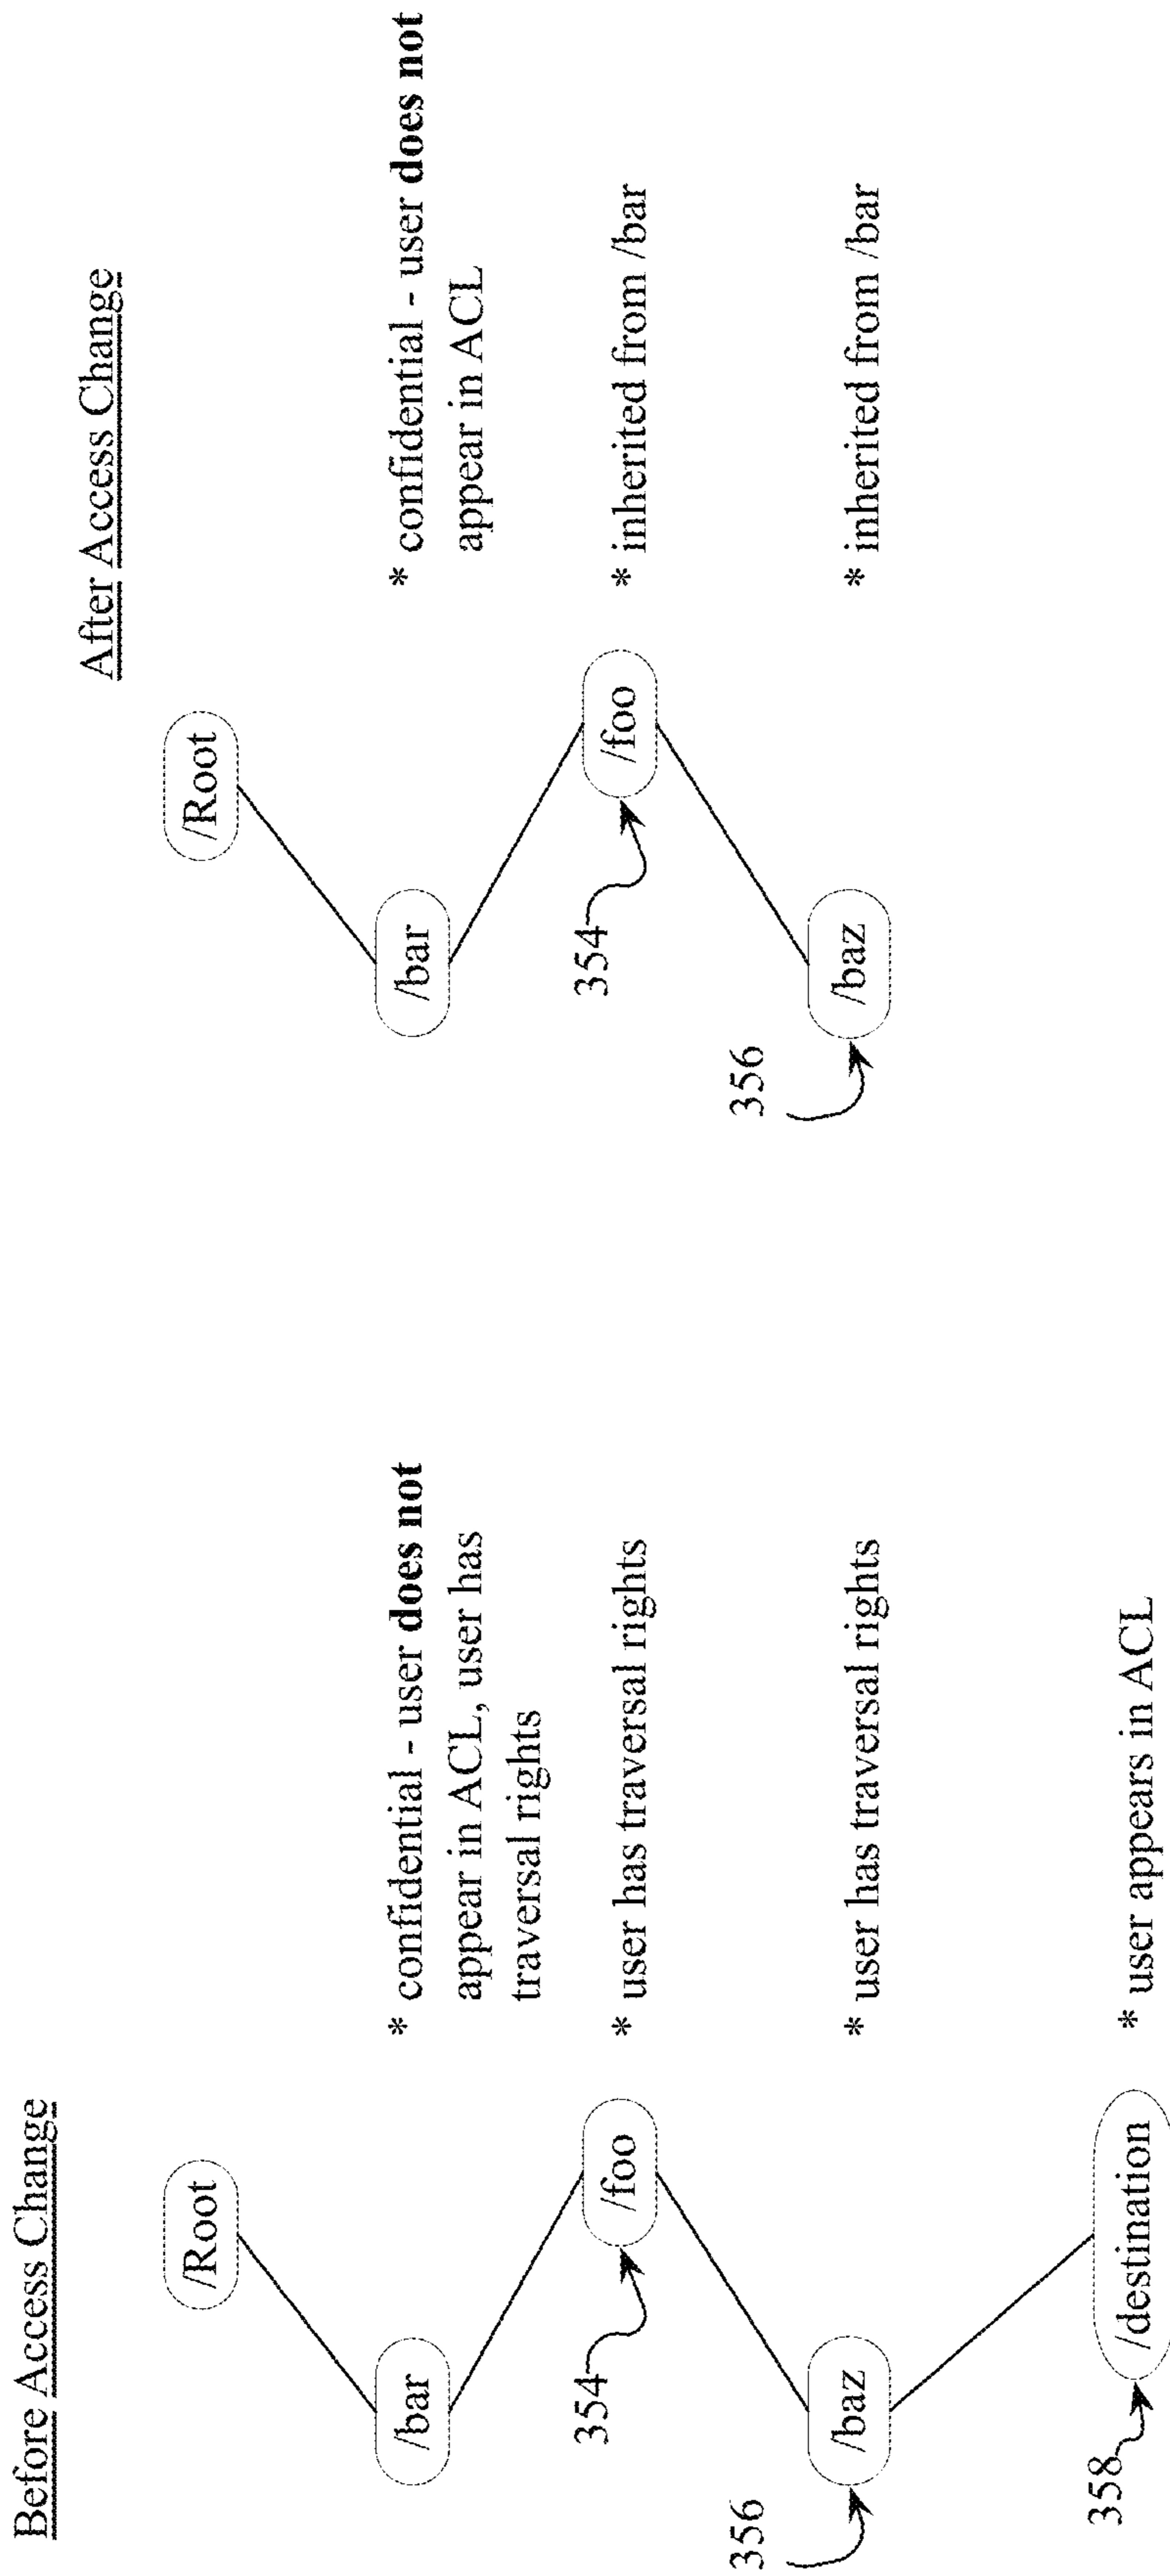 Before Access Change
/Root
/bar
* confidential - user does not
appear in ACL, user has
traversal rights
/foo
354
* user has traversal rights
/baz
356
* user has traversal rights
/destination
358
* user appears in ACL
After Access Change
/Root
/bar
* confidential - user does not
appear in ACL
/foo
354
* inherited from /bar
/baz
356
* inherited from /bar